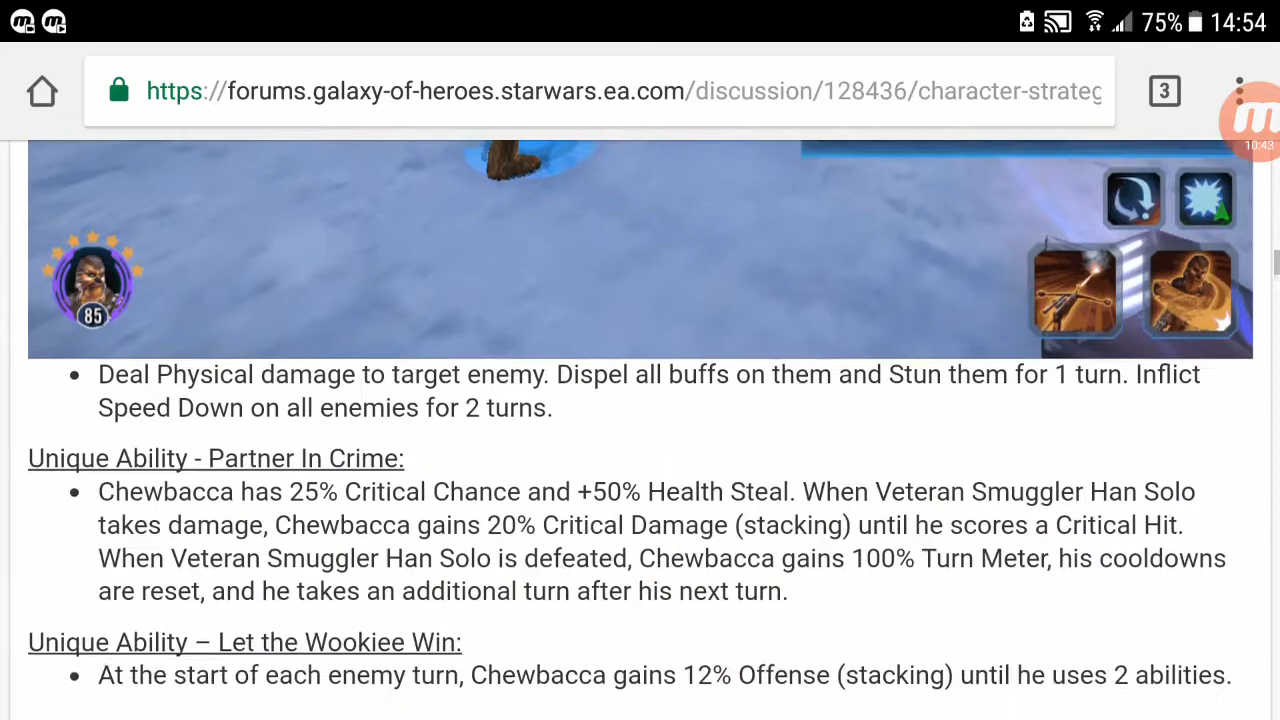 75% 14:54
https://forums.galaxy-of-heroes.starwars.ea.com/discussion/128436/character-strateg
3
10:43
85
• Deal Physical damage to target enemy. Dispel all buffs on them and Stun them for 1 turn. Inflict
Speed Down on all enemies for 2 turns.
Unique Ability - Partner In Crime:
• Chewbacca has 25% Critical Chance and +50% Health Steal. When Veteran Smuggler Han Solo
takes damage, Chewbacca gains 20% Critical Damage (stacking) until he scores a Critical Hit.
When Veteran Smuggler Han Solo is defeated, Chewbacca gains 100% Turn Meter, his cooldowns
are reset, and he takes an additional turn after his next turn.
Unique Ability – Let the Wookiee Win:
• At the start of each enemy turn, Chewbacca gains 12% Offense (stacking) until he uses 2 abilities.